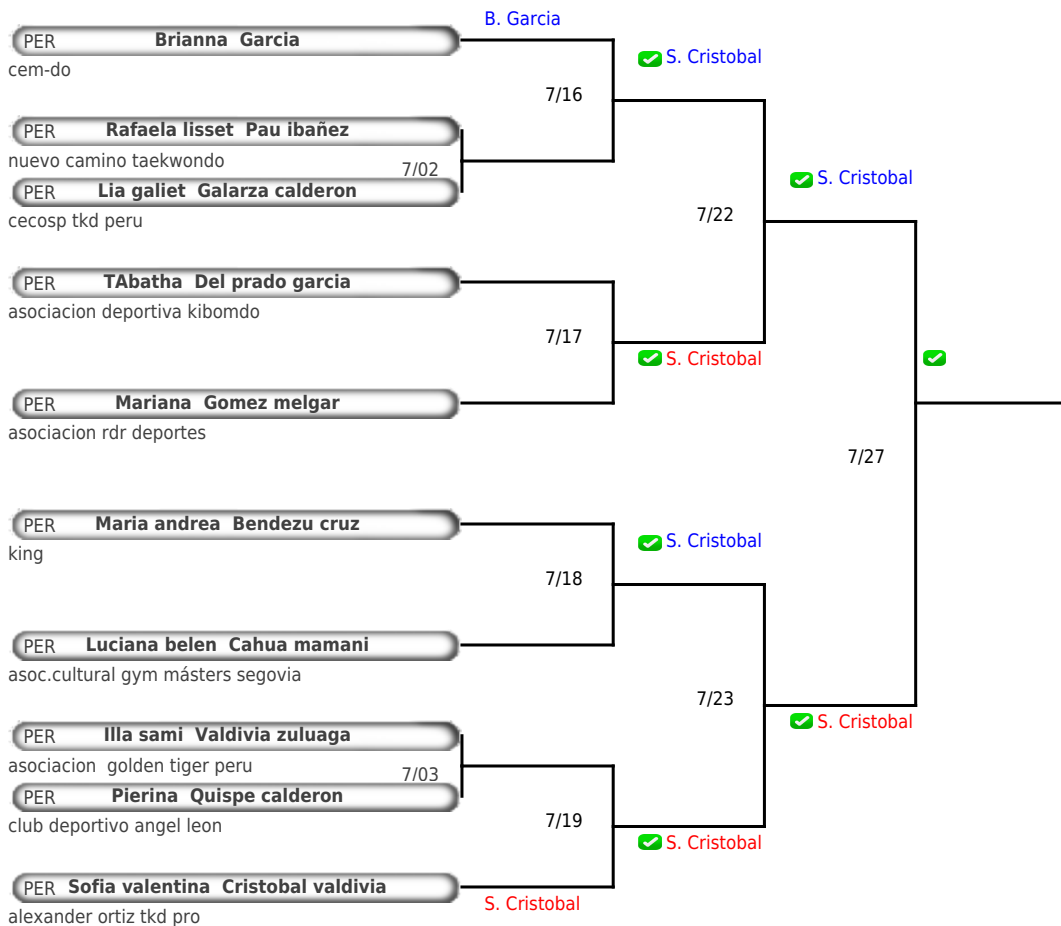 B. Garcia
PER Brianna Garcia
cem-do
S. Cristobal
7/16
PER Rafaela lisset Pau ibañez
nuevo camino taekwondo
7/02
PER Lia galiet Galarza calderon
cecosp tkd peru
S. Cristobal
7/22
PER TAbatha Del prado garcia
asociacion deportiva kibomdo
7/17
S. Cristobal
PER Mariana Gomez melgar
asociacion rdr deportes
7/27
PER Maria andrea Bendezu cruz
king
S. Cristobal
7/18
PER Luciana belen Cahua mamani
asoc.cultural gym másters segovia
7/23
S. Cristobal
PER Illa sami Valdivia zuluaga
asociacion golden tiger peru
7/03
PER Pierina Quispe calderon
club deportivo angel leon
7/19
S. Cristobal
PER Sofia valentina Cristobal valdivia
S. Cristobal
alexander ortiz tkd pro